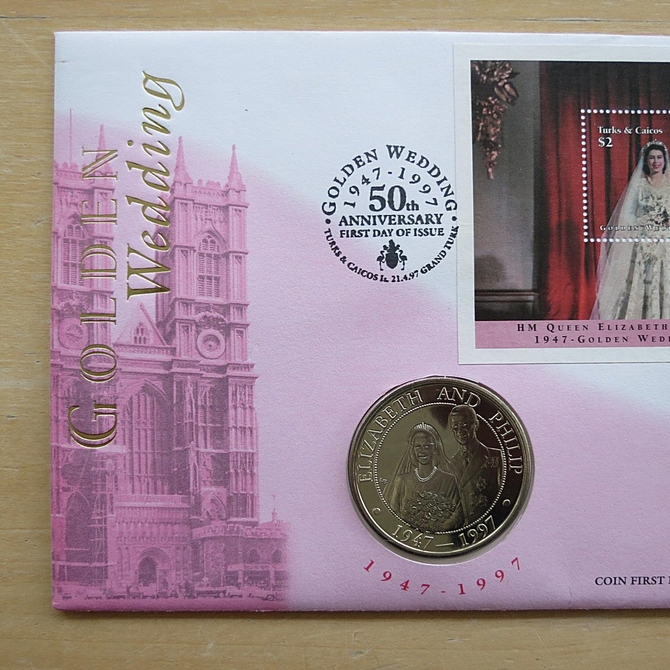 GOLDEN
Wedding
GOLDEN WEDDING
1947-1997
50th
ANNIVERSARY
FIRST DAY OF ISSUE
TURKS & CAICOS Is. 21.4.97 GRAND TURK
Turks & Caicos
$2
HM QUEEN ELIZABETH
1947-GOLDEN WEDD
ELIZABETH AND PHILIP
1947-1997
1947-1997
COIN FIRST